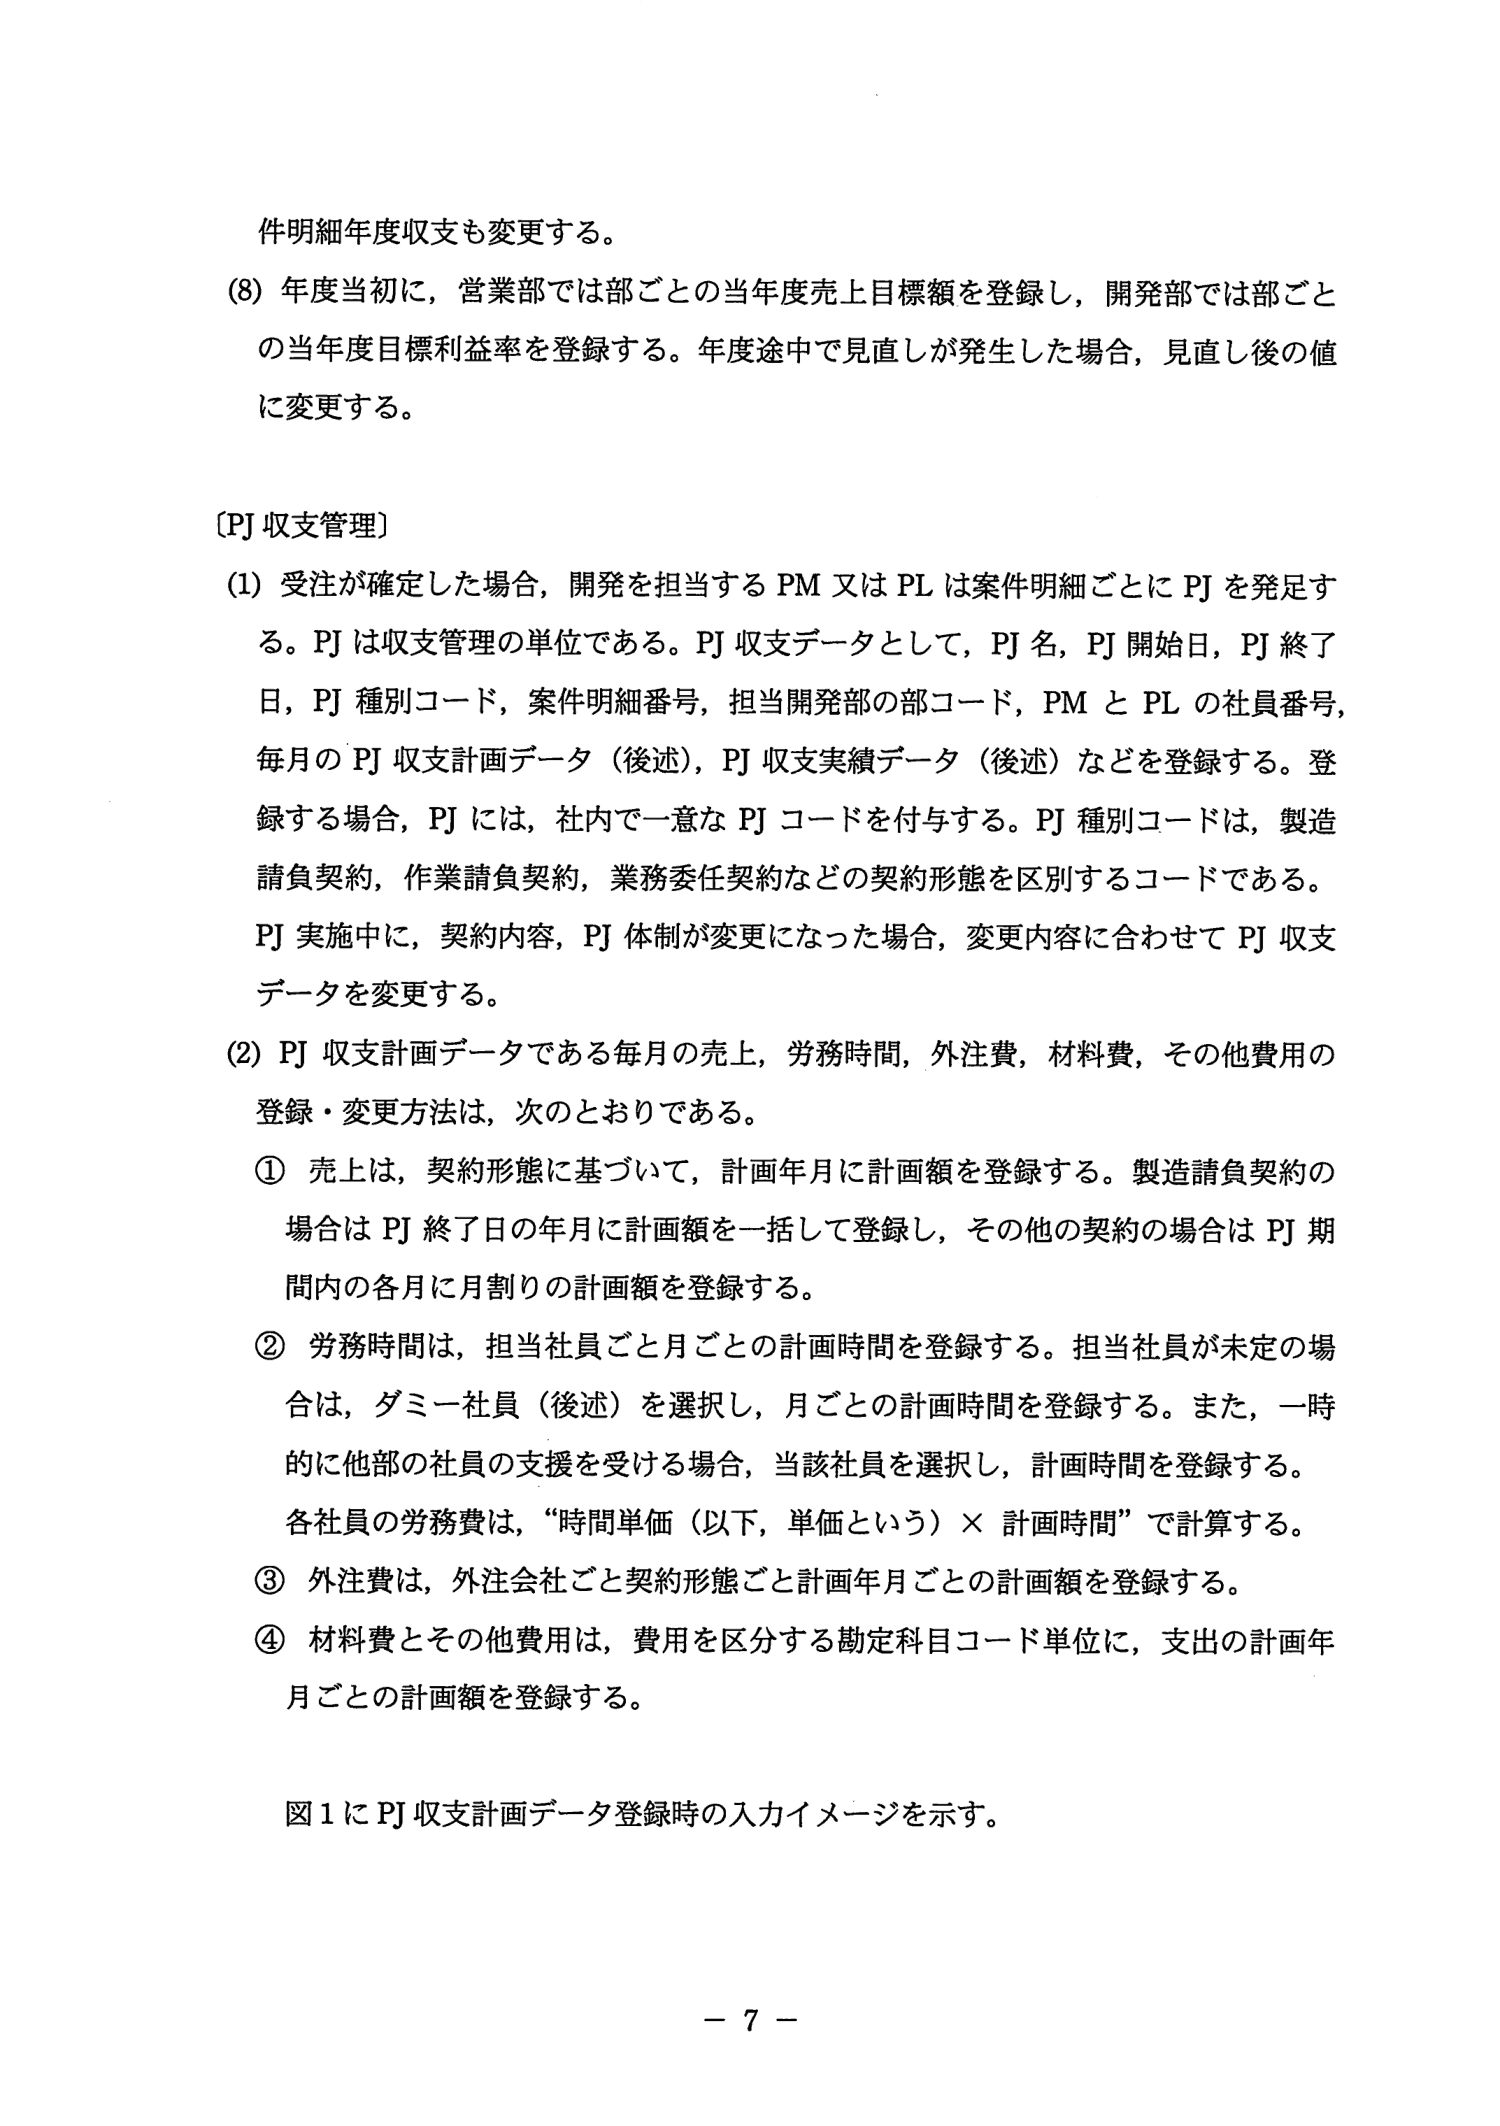 件明細年度収支も変更する。
(8) 年度当初に，営業部では部ごとの当年度売上目標額を登録し，開発部では部ごと
の当年度目標利益率を登録する。年度途中で見直しが発生した場合，見直し後の値
に変更する。
〔PJ 収支管理〕
(1) 受注が確定した場合，開発を担当する PM 又は PL は案件明細ごとに PJ を発足す
る。PJ は収支管理の単位である。PJ 収支データとして，PJ 名，PJ 開始日，PJ 終了
日，PJ 種別コード，案件明細番号，担当開発部の部コード，PM と PL の社員番号，
毎月の PJ 収支計画データ（後述），PJ 収支実績データ（後述）などを登録する。登
録する場合，PJ には，社内で一意な PJ コードを付与する。PJ 種別コードは，製造
請負契約，作業請負契約，業務委任契約などの契約形態を区別するコードである。
PJ 実施中に，契約内容，PJ 体制が変更になった場合，変更内容に合わせて PJ 収支
データを変更する。
(2) PJ 収支計画データである毎月の売上，労務時間，外注費，材料費，その他費用の
登録・変更方法は，次のとおりである。
① 売上は，契約形態に基づいて，計画年月に計画額を登録する。製造請負契約の
場合は PJ 終了日の年月に計画額を一括して登録し，その他の契約の場合は PJ 期
間内の各月に月割りの計画額を登録する。
② 労務時間は，担当社員ごと月ごとの計画時間を登録する。担当社員が未定の場
合は，ダミー社員（後述）を選択し，月ごとの計画時間を登録する。また，一時
的に他部の社員の支援を受ける場合，当該社員を選択し，計画時間を登録する。
各社員の労務費は，“時間単価（以下，単価という）× 計画時間”で計算する。
③ 外注費は，外注会社ごと契約形態ごと計画年月ごとの計画額を登録する。
④ 材料費とその他費用は，費用を区分する勘定科目コード単位に，支出の計画年
月ごとの計画額を登録する。
図 1 に PJ 収支計画データ登録時の入力イメージを示す。
－ 7 －